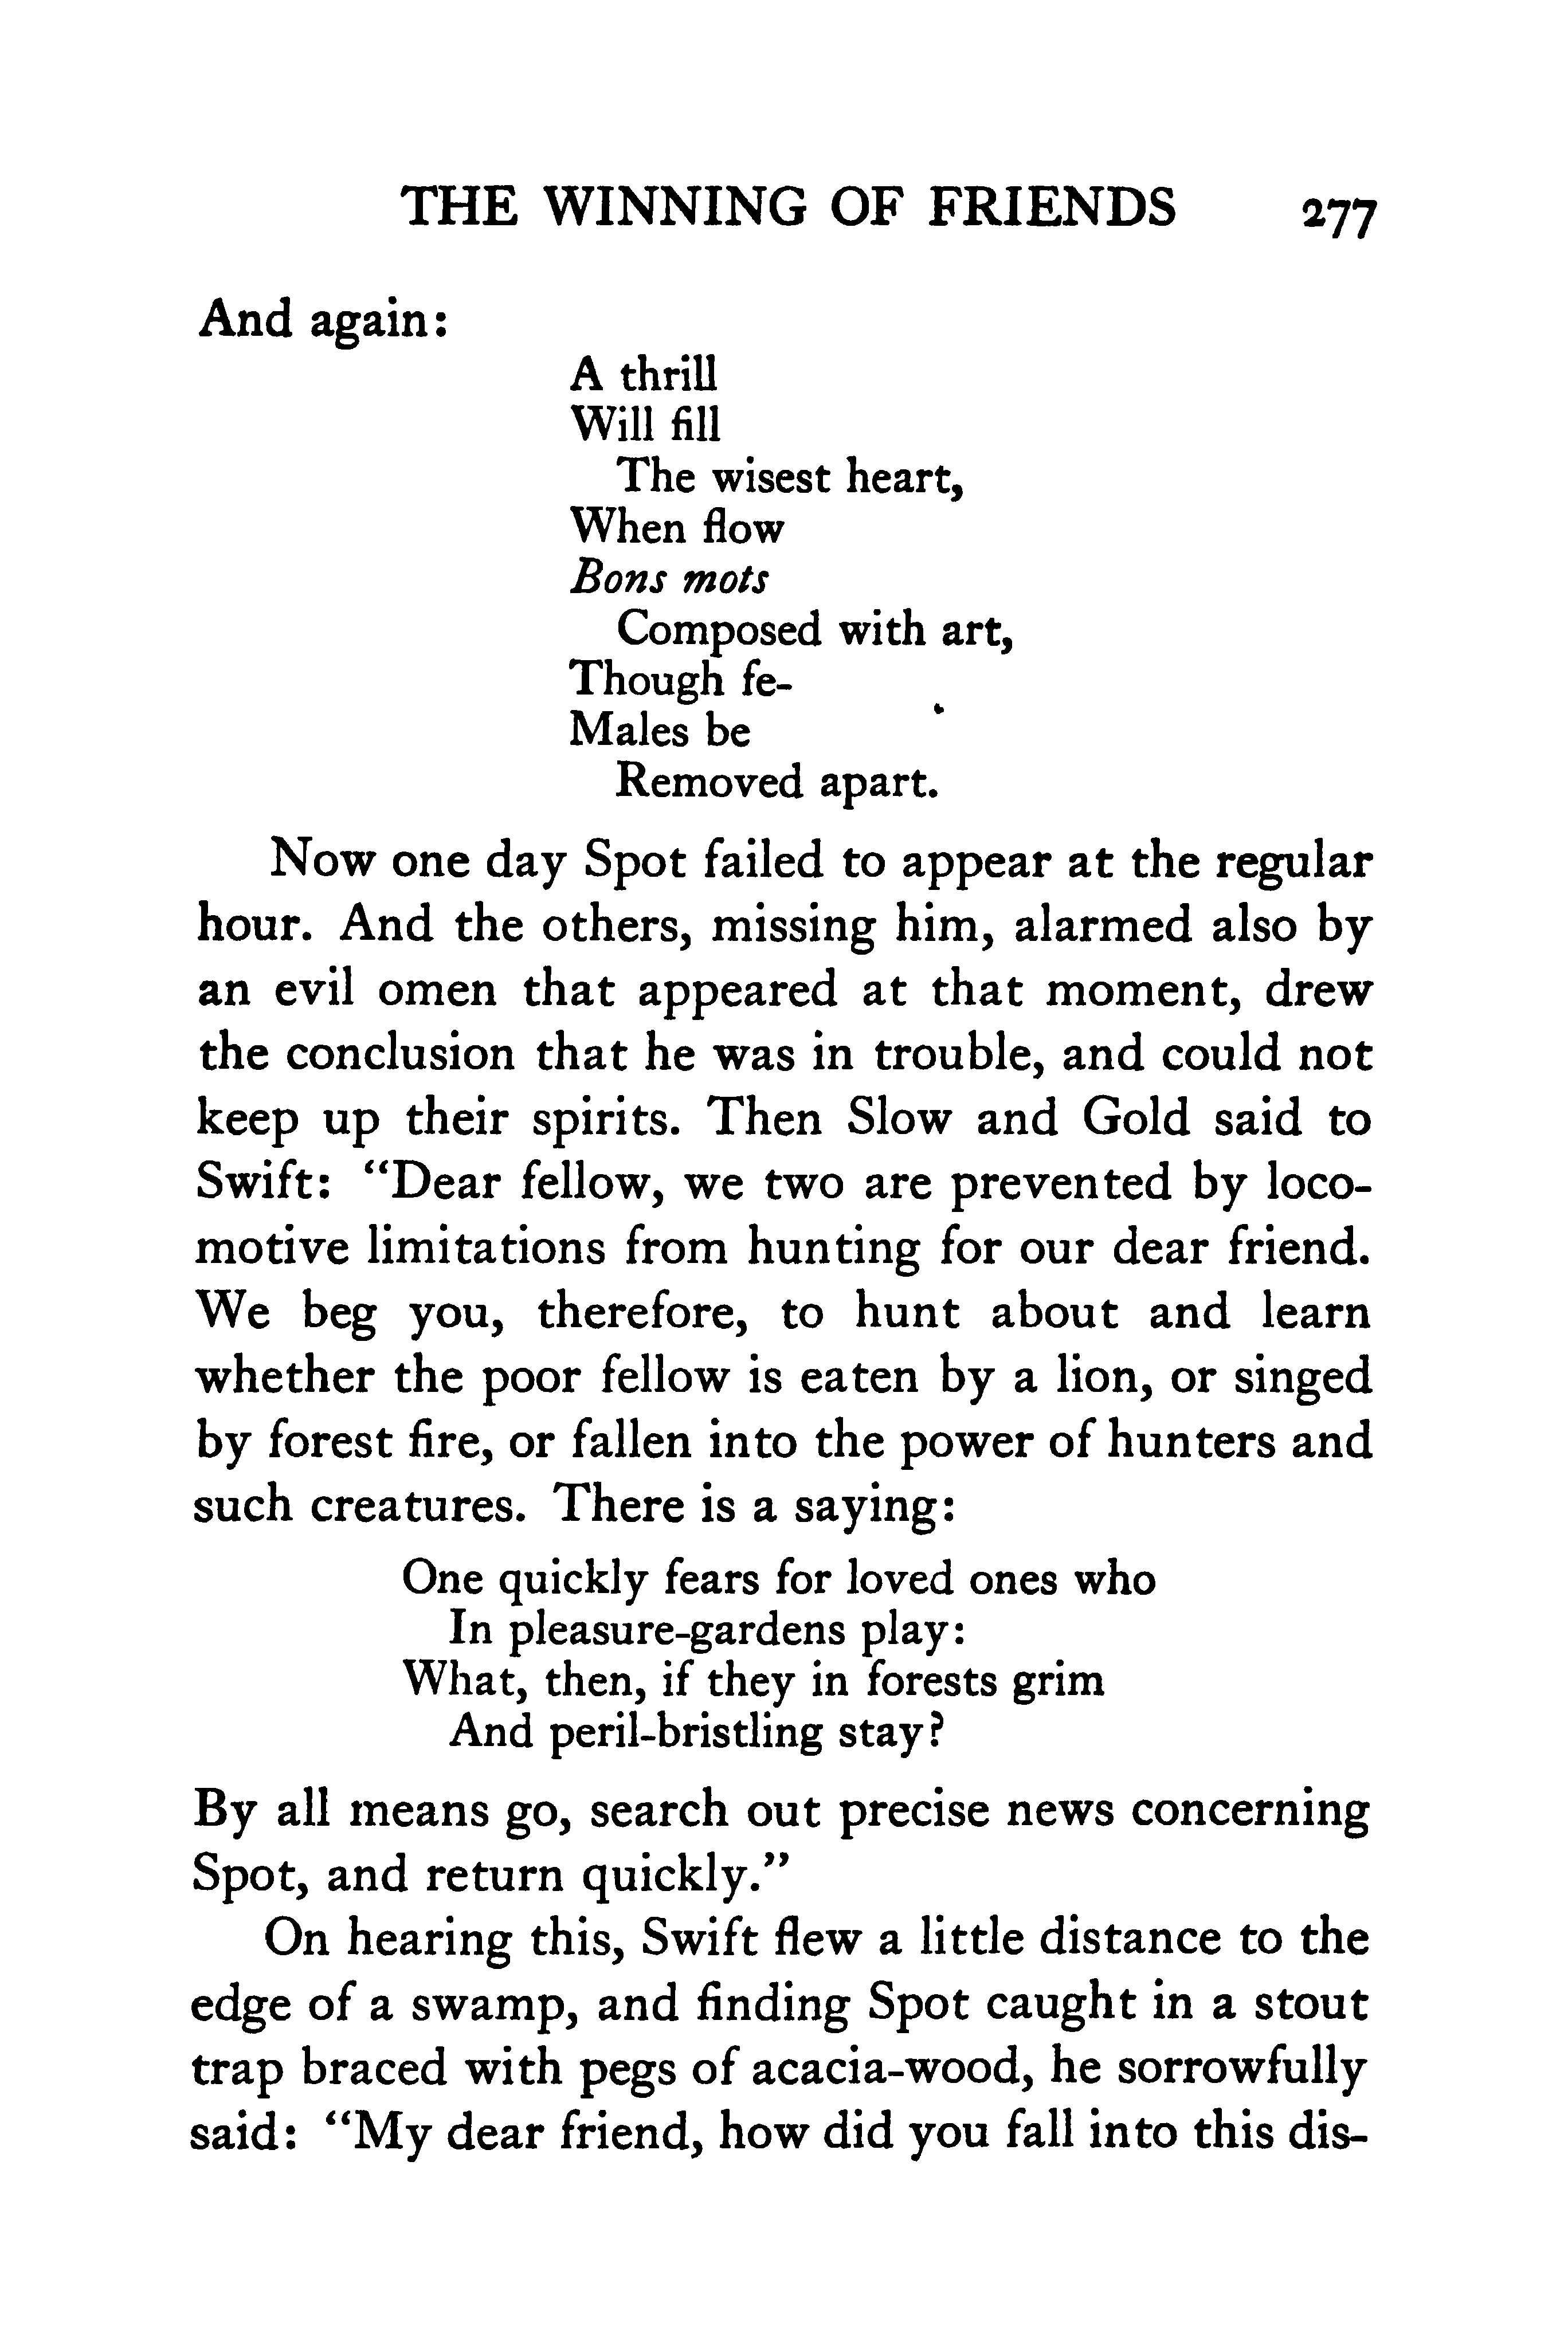 THE WINNING OF FRIENDS 277
And again:
A thrill
Will fill
The wisest heart,
When flow
Bons mots
Composed with art,
Though fe-
Males be
Removed apart.
Now one day Spot failed to appear at the regular
hour. And the others, missing him, alarmed also by
an evil omen that appeared at that moment, drew
the conclusion that he was in trouble, and could not
keep up their spirits. Then Slow and Gold said to
Swift: “Dear fellow, we two are prevented by loco-
motive limitations from hunting for our dear friend.
We beg you, therefore, to hunt about and learn
whether the poor fellow is eaten by a lion, or singed
by forest fire, or fallen into the power of hunters and
such creatures. There is a saying:
One quickly fears for loved ones who
In pleasure-gardens play:
What, then, if they in forests grim
And peril-bristling stay?
By all means go, search out precise news concerning
Spot, and return quickly.”
On hearing this, Swift flew a little distance to the
edge of a swamp, and finding Spot caught in a stout
trap braced with pegs of acacia-wood, he sorrowfully
said: “My dear friend, how did you fall into this dis-